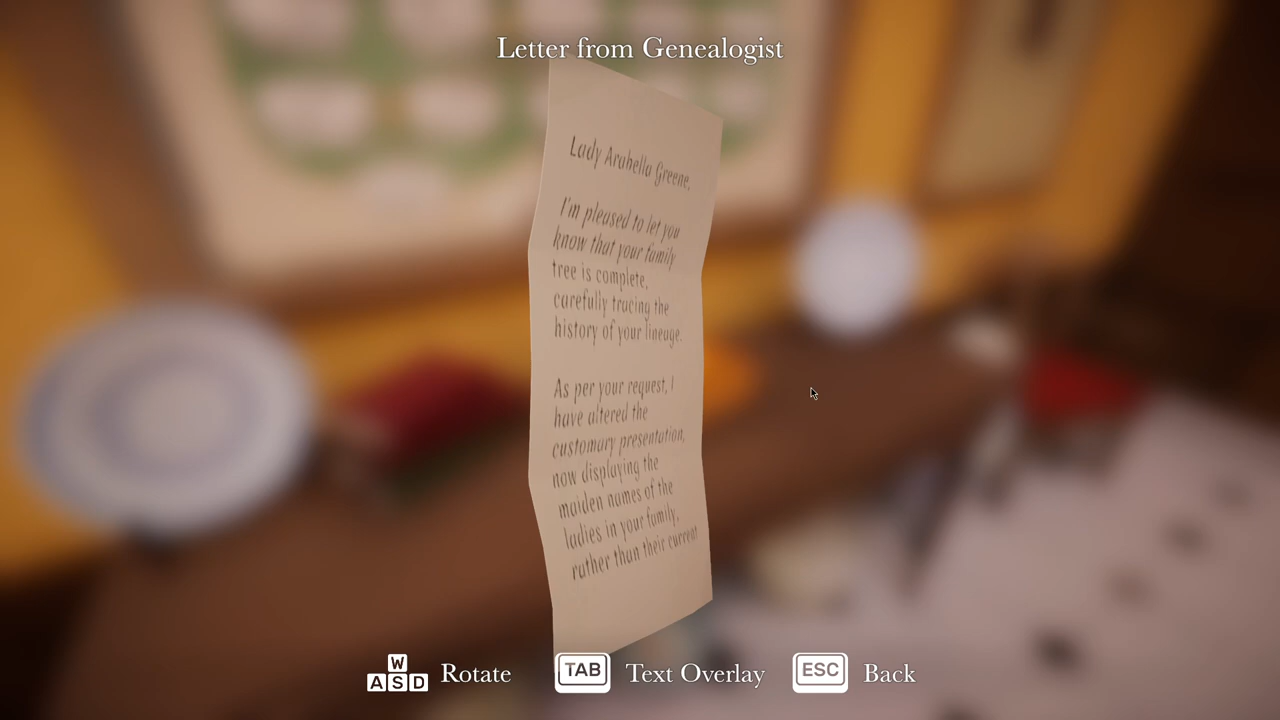 Letter from Genealogist
Lady Arabella Greene,
I'm pleased to let you
know that your family
tree is complete,
carefully tracing the
history of your lineage.
As per your request, I
have altered the
customary presentation,
now displaying the
maiden names of the
ladies in your family,
rather than their current
W
A S D
Rotate
TAB
Text Overlay
ESC
Back